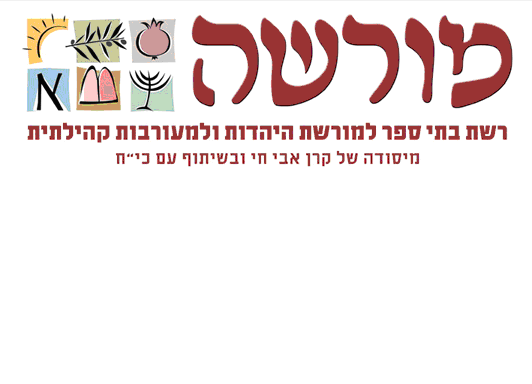 מורשה
א
רשת בתי ספר למורשת היהדות ולמעורבות קהילתית
מיסודה של קרן אבי חי ובשיתוף עם כי״ח